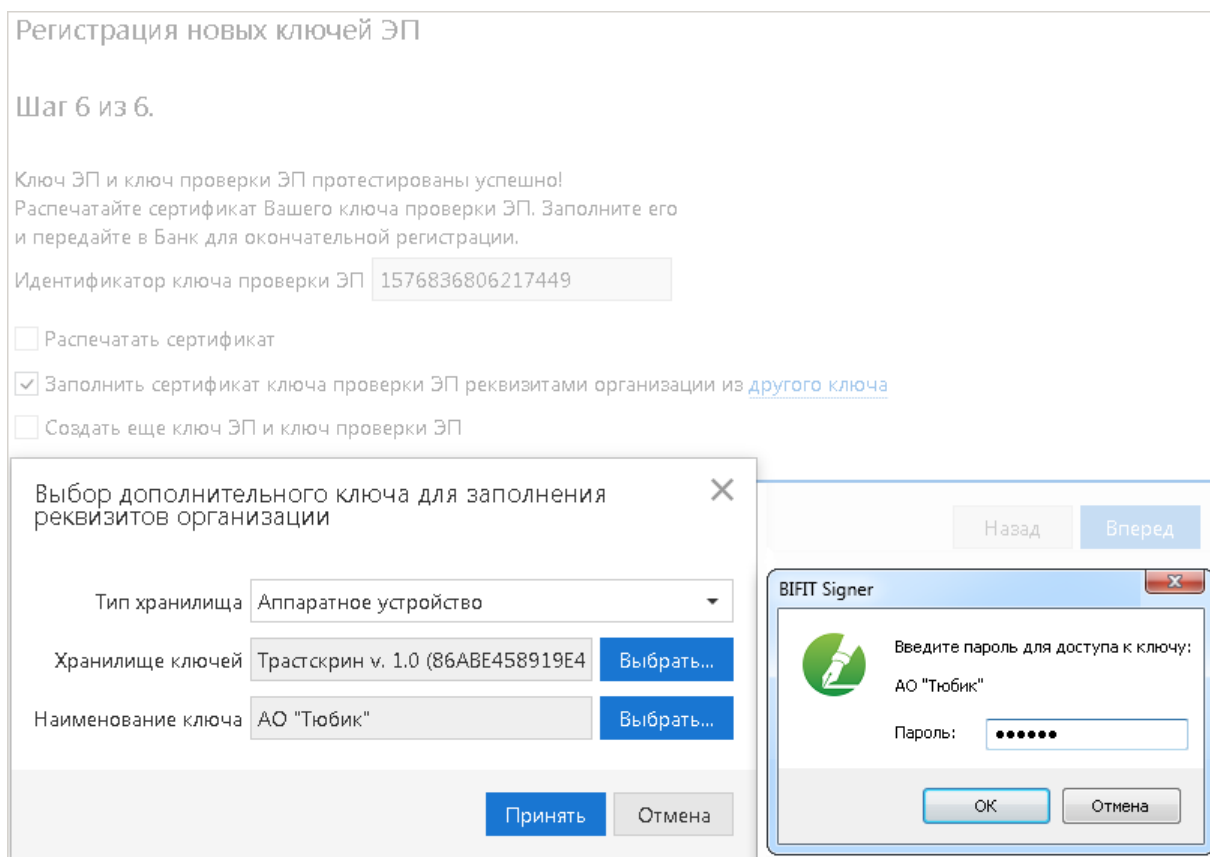 Регистрация новых ключей ЭП
Шаг 6 из 6.
Ключ ЭП и ключ проверки ЭП протестированы успешно!
Распечатайте сертификат Вашего ключа проверки ЭП. Заполните его
и передайте в Банк для окончательной регистрации.
Идентификатор ключа проверки ЭП 1576836806217449
Распечатать сертификат
Заполнить сертификат ключа проверки ЭП реквизитами организации из другого ключа
Создать еще ключ ЭП и ключ проверки ЭП
Назад Вперед
Выбор дополнительного ключа для заполнения
реквизитов организации
Тип хранилища Аппаратное устройство
Хранилище ключей Трастскрин v. 1.0 (86ABE458919E4 Выбрать...
Наименование ключа АО "Тюбик" Выбрать...
Принять Отмена
BIFIT Signer
Введите пароль для доступа к ключу:
АО "Тюбик"
Пароль: ●●●●●●
ОК Отмена